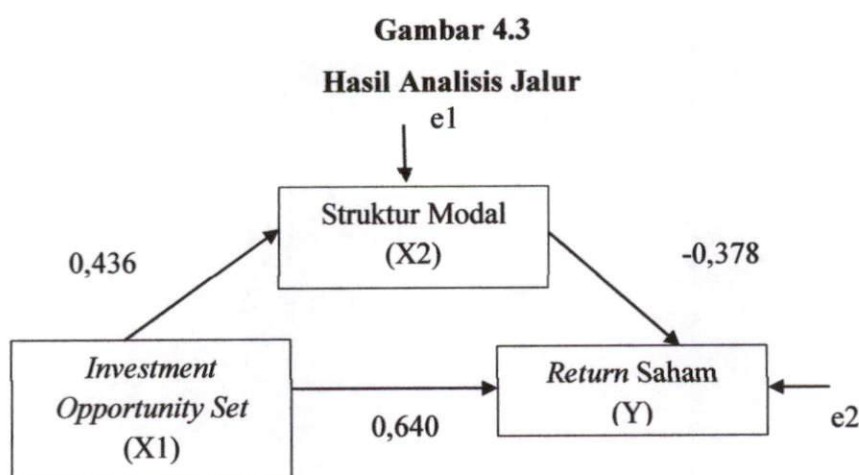 Gambar 4.3
Hasil Analisis Jalur
e1
Struktur Modal
(X2)
0,436
-0,378
Investment
Opportunity Set
(X1)
0,640
Return Saham
(Y)
e2